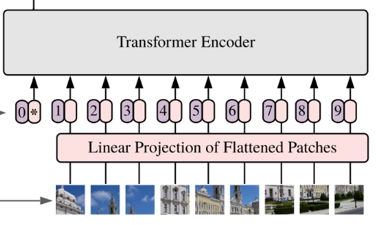 Transformer Encoder
0 * 1 2 3 4 5 6 7 8 9
Linear Projection of Flattened Patches